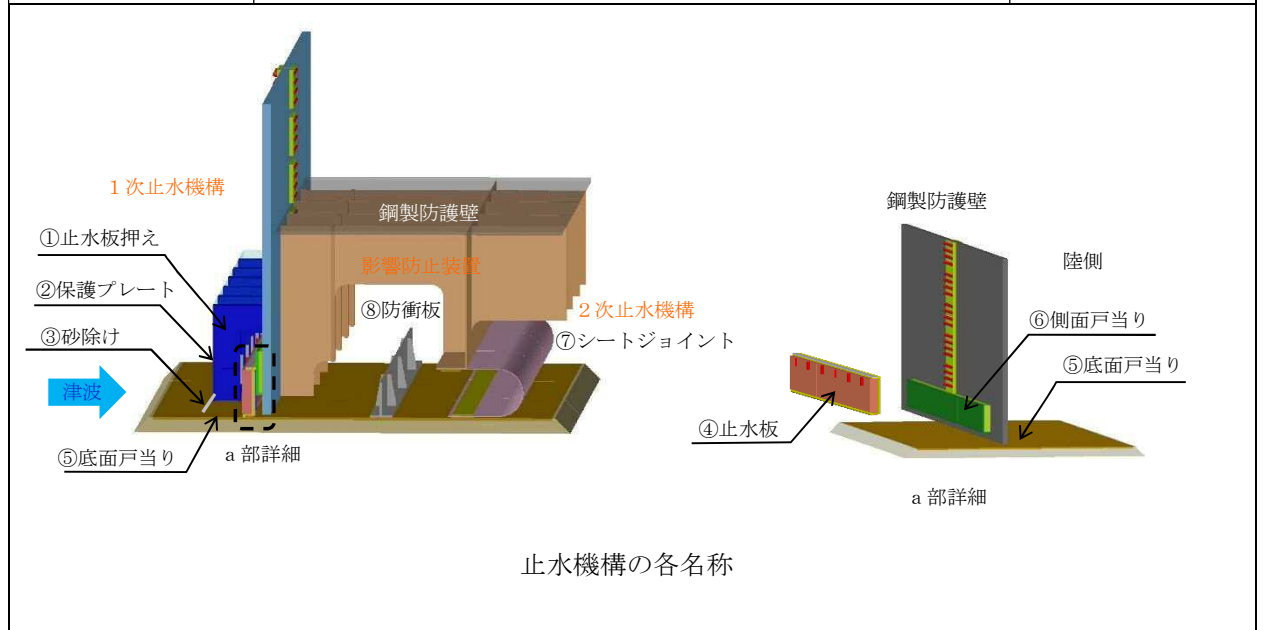 1次止水機構
鋼製防護壁
①止水板押え
影響防止装置
②保護プレート
⑧防衝板
2次止水機構
③砂除け
⑦シートジョイント
津波
⑤底面戸当り
a部詳細
鋼製防護壁
陸側
⑥側面戸当り
⑤底面戸当り
④止水板
a部詳細
止水機構の各名称